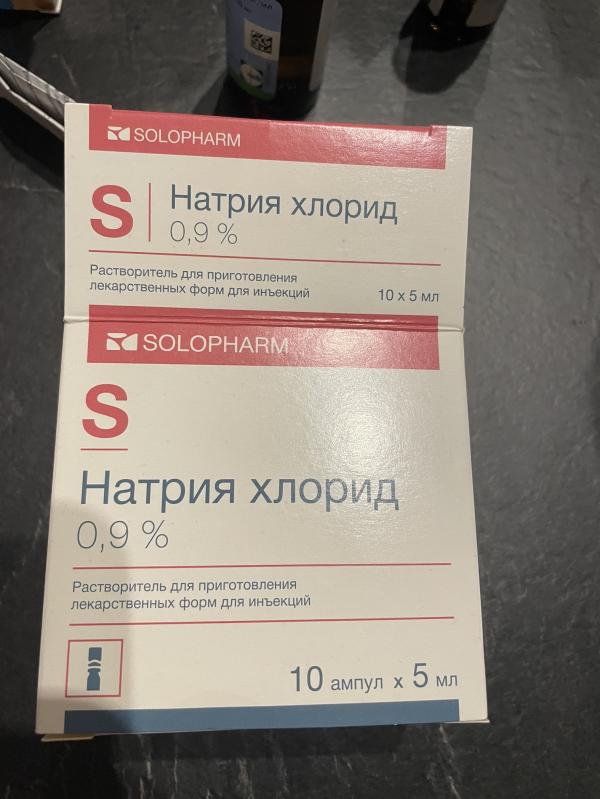 SOLOPHARM
S
Натрия хлорид
0,9 %
Растворитель для приготовления
лекарственных форм для инъекций
10 x 5 мл
SOLOPHARM
S
Натрия хлорид
0,9 %
Растворитель для приготовления
лекарственных форм для инъекций
10 ампул x 5 мл